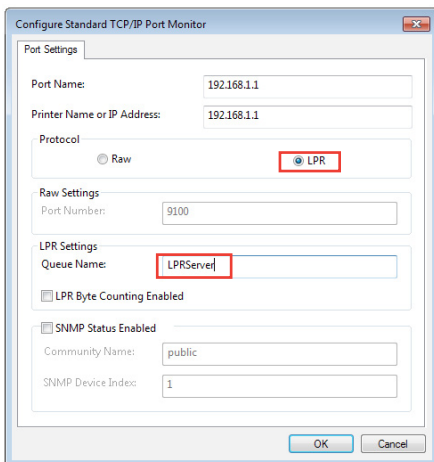 Configure Standard TCP/IP Port Monitor
Port Settings
Port Name: 192.168.1.1
Printer Name or IP Address: 192.168.1.1
Protocol
Raw LPR
Raw Settings
Port Number: 9100
LPR Settings
Queue Name: LPRServer
LPR Byte Counting Enabled
SNMP Status Enabled
Community Name: public
SNMP Device Index: 1
OK Cancel